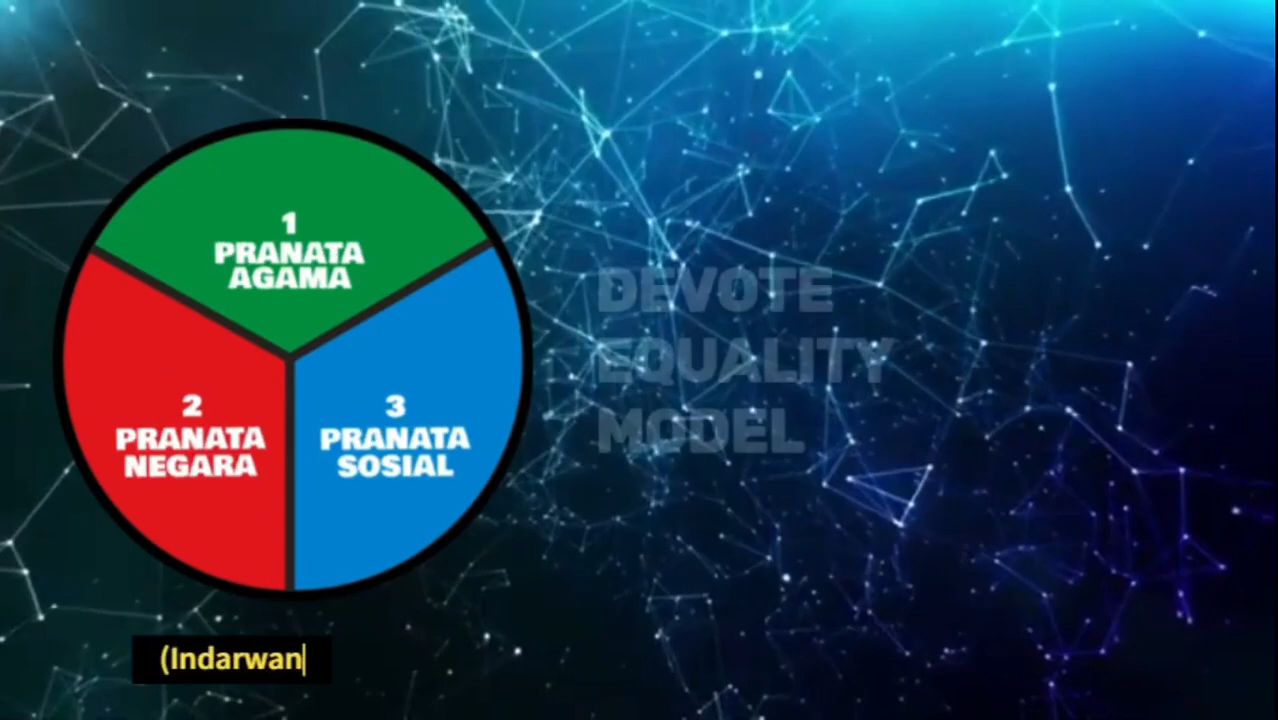 1
PRANATA
AGAMA
2
PRANATA
NEGARA
3
PRANATA
SOSIAL
DEVOTE
EQUALITY
MODEL
(Indarwan